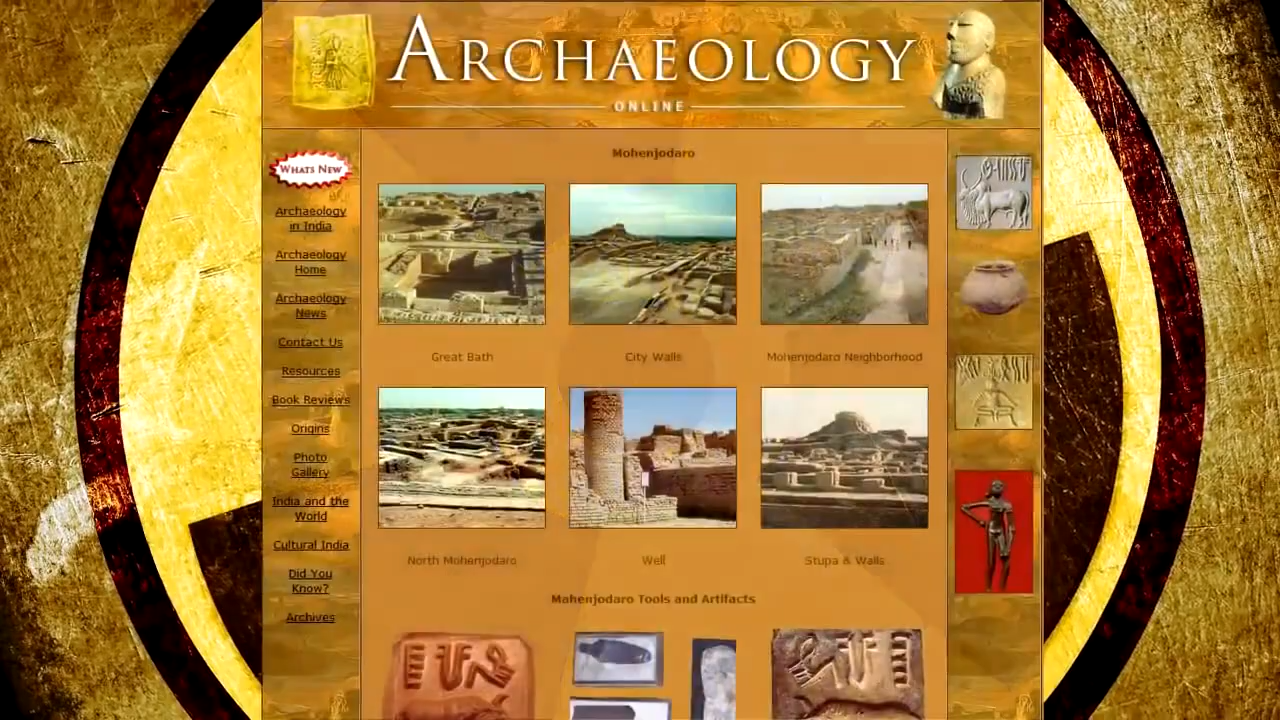 ARCHAEOLOGY
ONLINE
WHATS NEW
Archaeology
in India
Archaeology
Home
Archaeology
News
Contact Us
Resources
Book Reviews
Origins
Photo
Gallery
India and the
World
Cultural India
Did You
Know?
Archives
Mohenjodaro
Great Bath
City Walls
Mohenjodaro Neighborhood
North Mohenjodaro
Well
Stupa & Walls
Mahenjodaro Tools and Artifacts